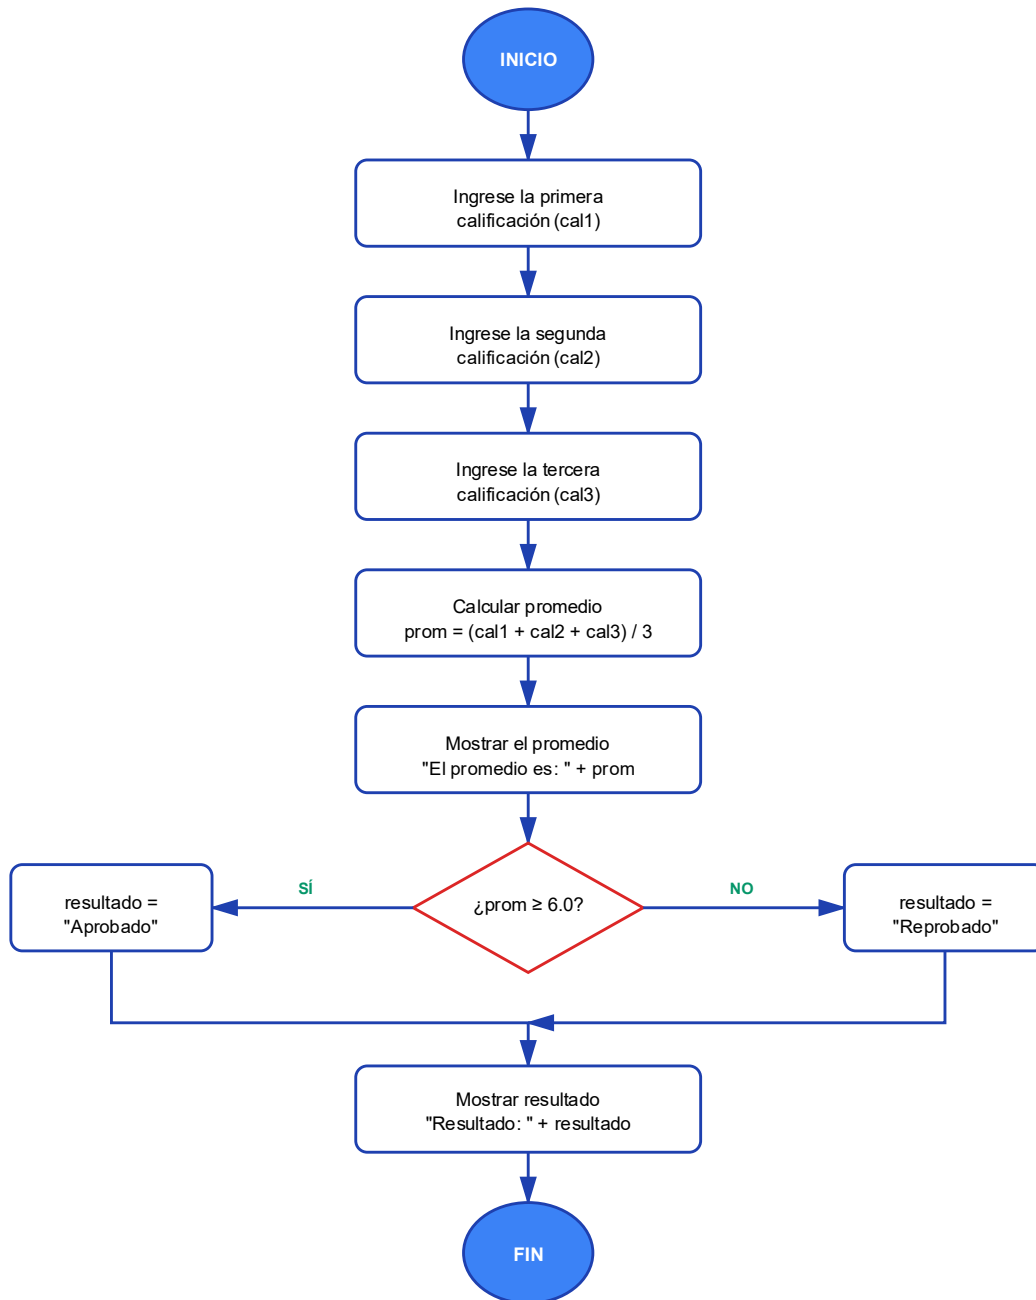 INICIO
Ingrese la primera
calificación (cal1)
Ingrese la segunda
calificación (cal2)
Ingrese la tercera
calificación (cal3)
Calcular promedio
prom = (cal1 + cal2 + cal3) / 3
Mostrar el promedio
"El promedio es: " + prom
¿prom ≥ 6.0?
SÍ
resultado =
"Aprobado"
NO
resultado =
"Reprobado"
Mostrar resultado
"Resultado: " + resultado
FIN